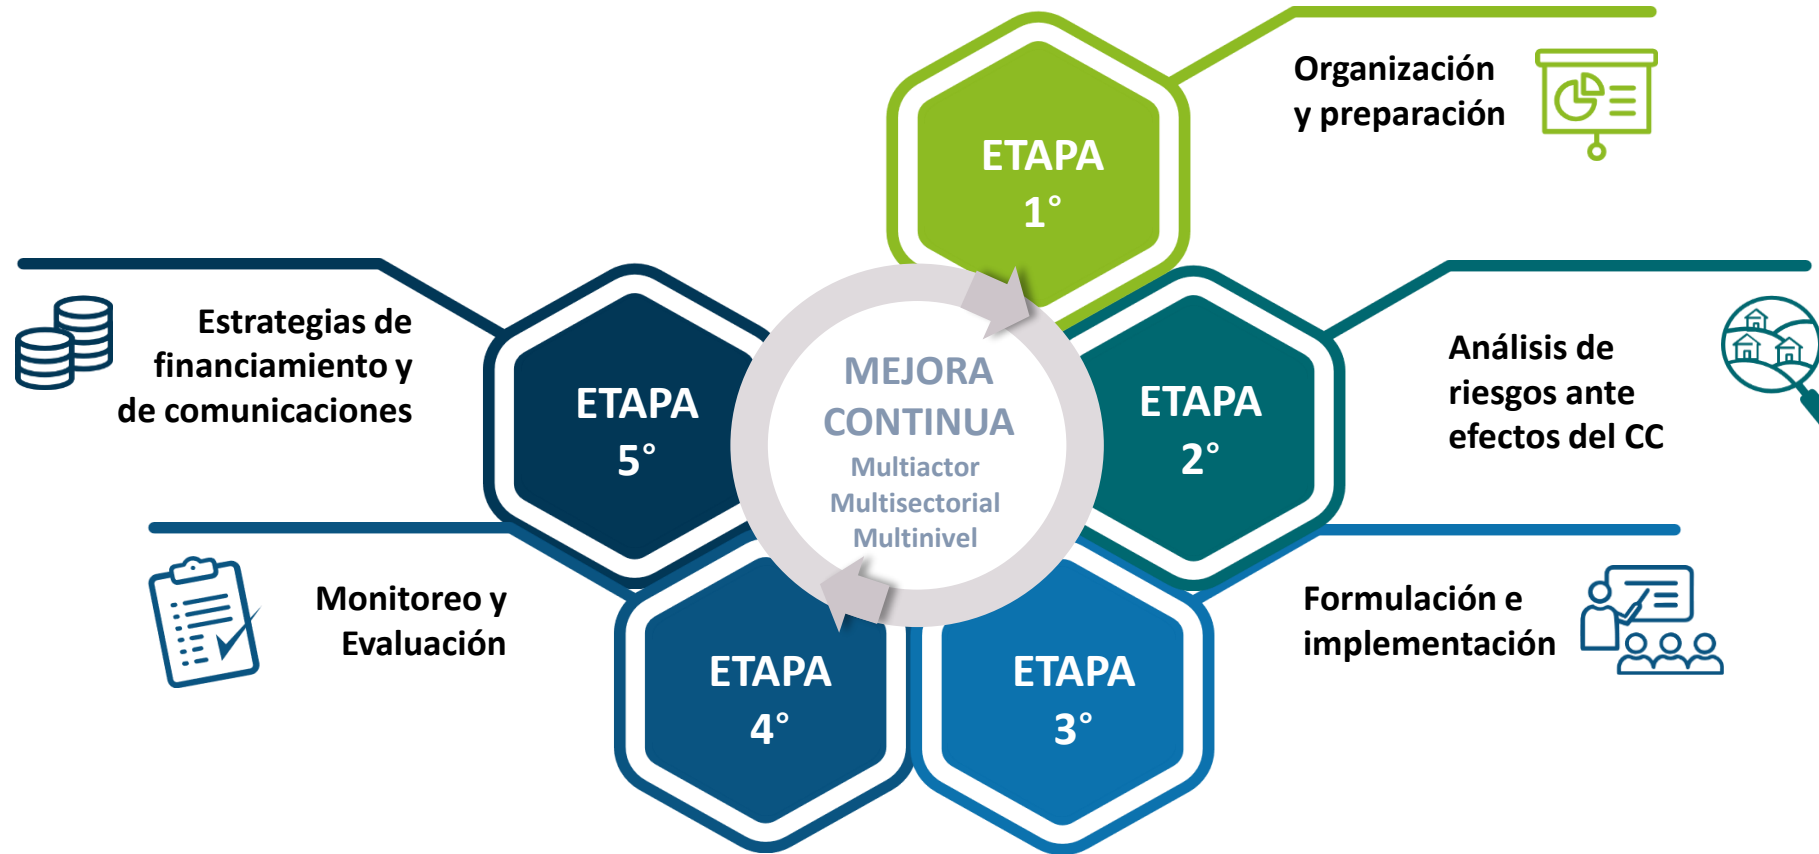 ETAPA
1°
Organización
y preparación
ETAPA
2°
Análisis de
riesgos ante
efectos del CC
ETAPA
3°
Formulación e
implementación
ETAPA
4°
Monitoreo y
Evaluación
ETAPA
5°
Estrategias de
financiamiento y
de comunicaciones
MEJORA
CONTINUA
Multiactor
Multisectorial
Multinivel